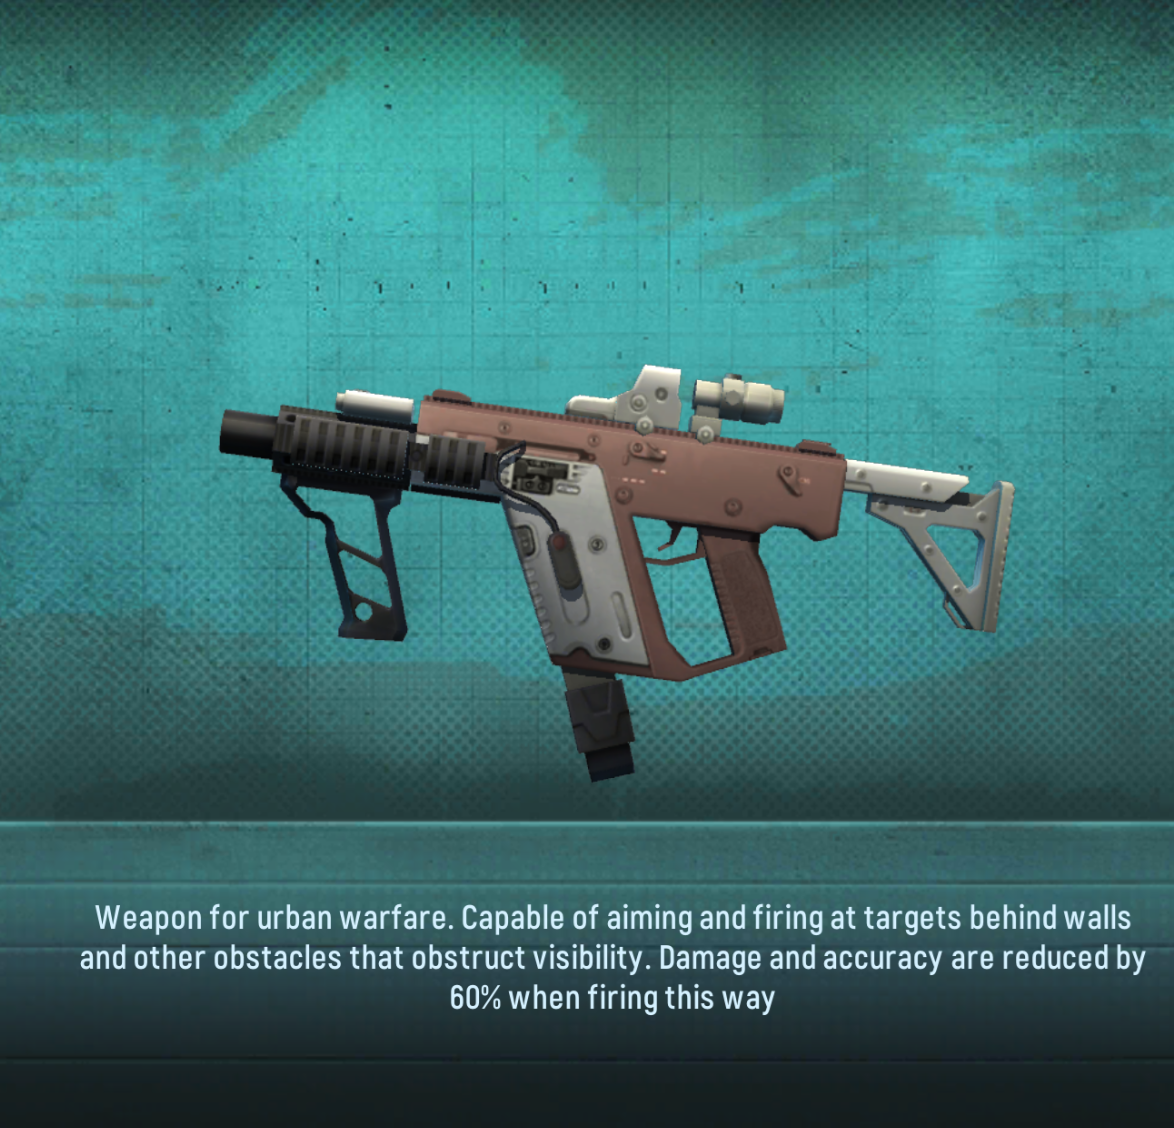 Weapon for urban warfare. Capable of aiming and firing at targets behind walls
and other obstacles that obstruct visibility. Damage and accuracy are reduced by
60% when firing this way